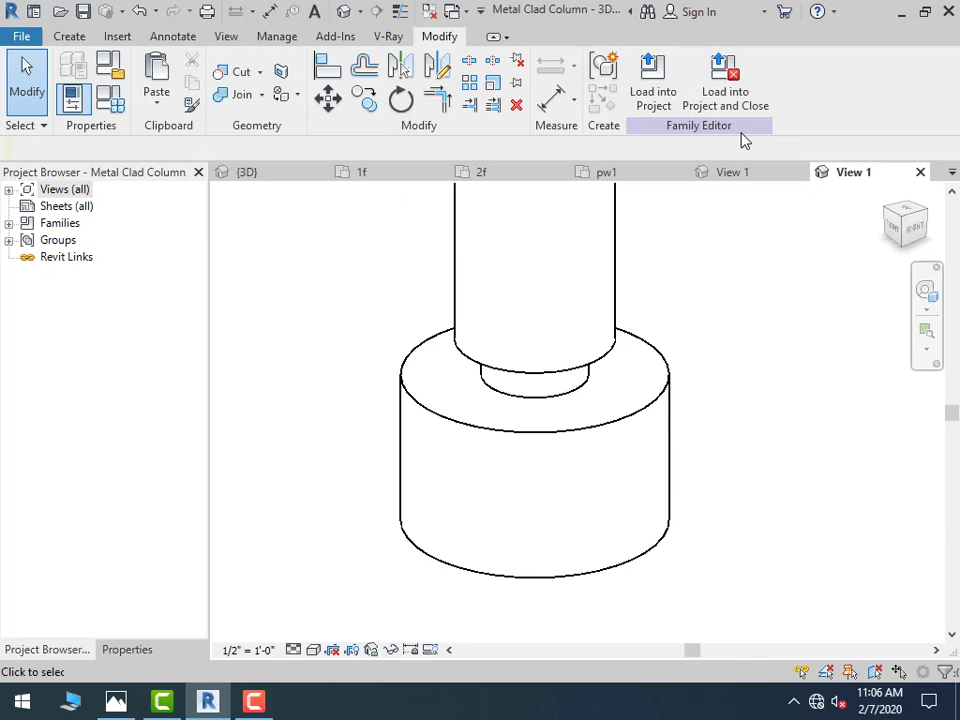 Metal Clad Column - 3D...
Sign In
File
Create
Insert
Annotate
View
Manage
Add-Ins
V-Ray
Modify
Modify
Paste
Cut
Join
Load into Project
Load into Project and Close
Select
Properties
Clipboard
Geometry
Modify
Measure
Create
Family Editor
Project Browser - Metal Clad Column
{3D}
1f
2f
pw1
View 1
View 1
Views (all)
Sheets (all)
Families
Groups
Revit Links
RIGHT
Project Browser...
Properties
1/2" = 1'-0"
Click to selec
11:06 AM
2/7/2020